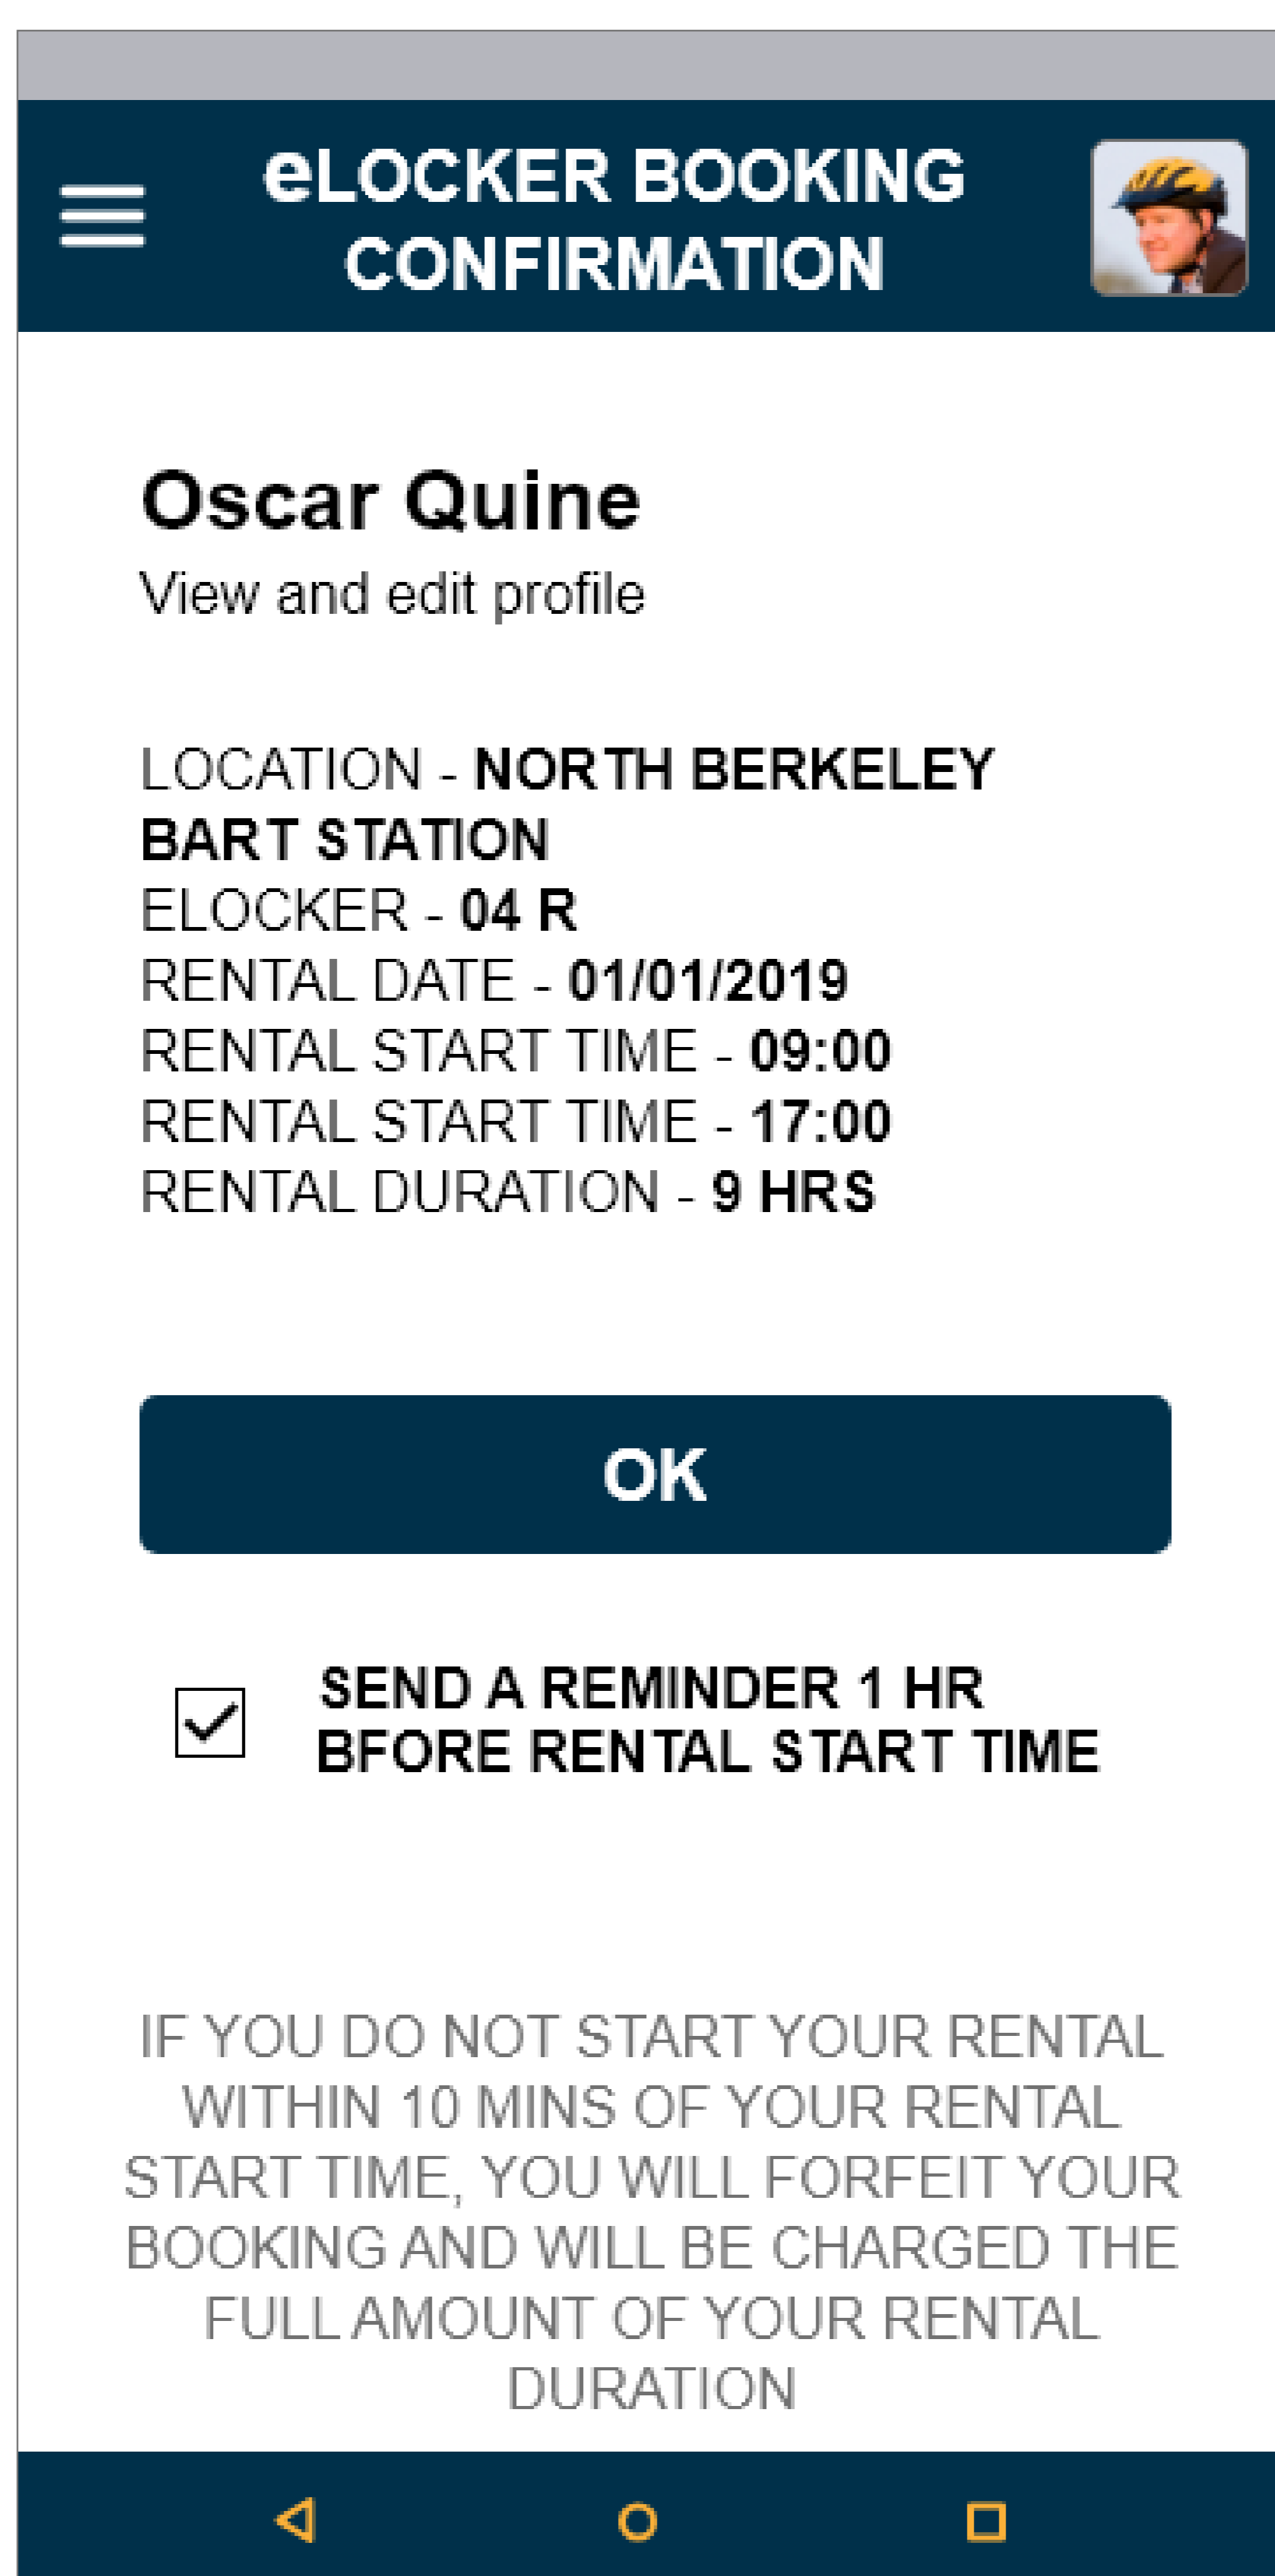 eLOCKER BOOKING
CONFIRMATION
Oscar Quine
View and edit profile
LOCATION - NORTH BERKELEY
BART STATION
ELOCKER - 04 R
RENTAL DATE - 01/01/2019
RENTAL START TIME - 09:00
RENTAL START TIME - 17:00
RENTAL DURATION - 9 HRS
OK
SEND A REMINDER 1 HR
BFORE RENTAL START TIME
IF YOU DO NOT START YOUR RENTAL
WITHIN 10 MINS OF YOUR RENTAL
START TIME, YOU WILL FORFEIT YOUR
BOOKING AND WILL BE CHARGED THE
FULL AMOUNT OF YOUR RENTAL
DURATION